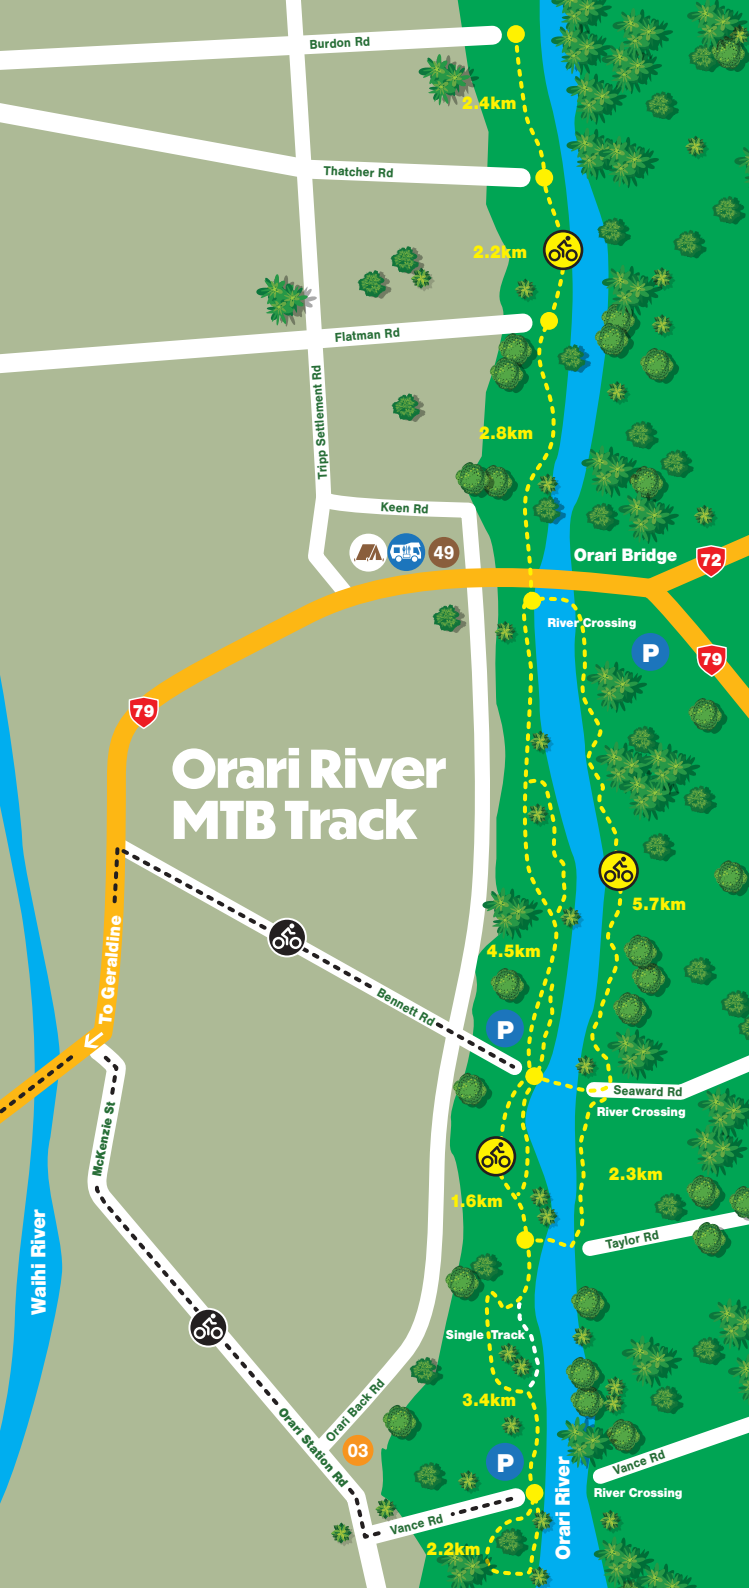 Burdon Rd
2.4km
Thatcher Rd
2.2km
Flatman Rd
Tripp Settlement Rd
2.8km
Keen Rd
49
Orari Bridge
72
River Crossing
P
79
79
Orari River
MTB Track
5.7km
4.5km
To Geraldine
Bennett Rd
P
Seaward Rd
River Crossing
McKenzie St
2.3km
1.6km
Waihi River
Taylor Rd
Single Track
Orari Back Rd
3.4km
Orari Station Rd
03
P
Vance Rd
River Crossing
Orari River
Vance Rd
2.2km